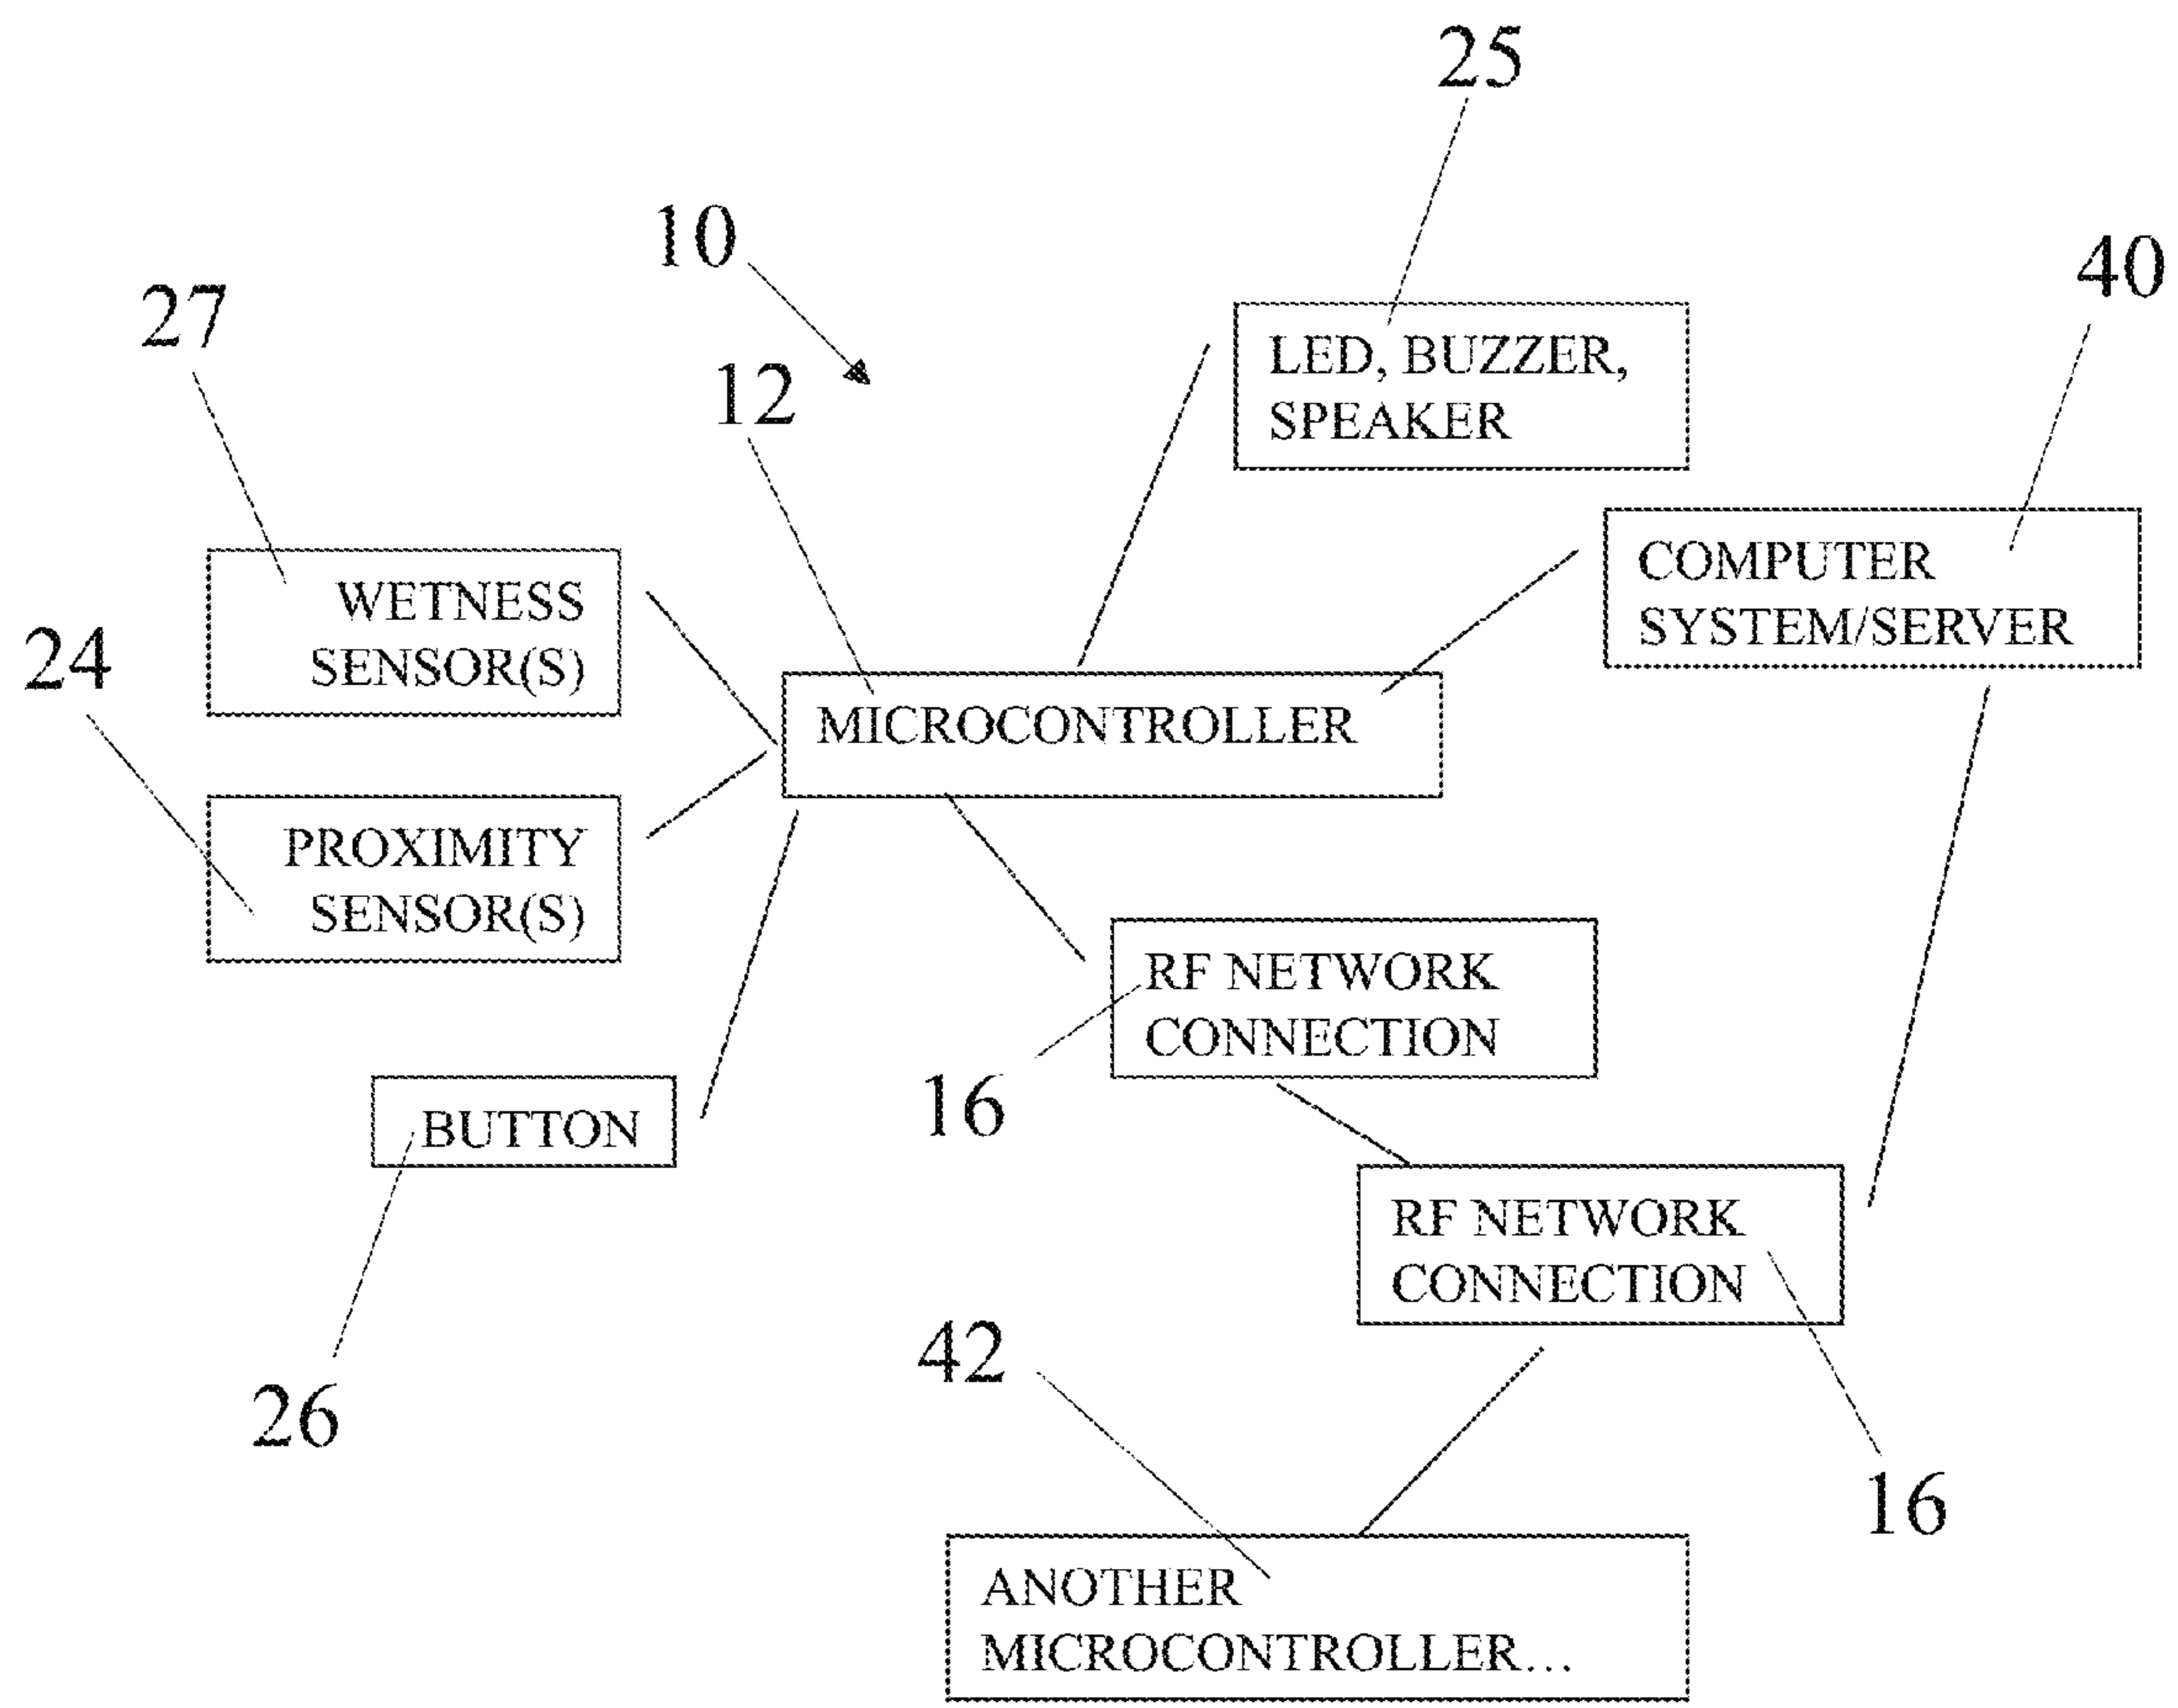 25
10
40
27
LED, BUZZER,
SPEAKER
12
COMPUTER
SYSTEM/SERVER
WETNESS
SENSOR(S)
24
MICROCONTROLLER
PROXIMITY
SENSOR(S)
RF NETWORK
CONNECTION
16
BUTTON
RF NETWORK
CONNECTION
42
26
16
ANOTHER
MICROCONTROLLER...